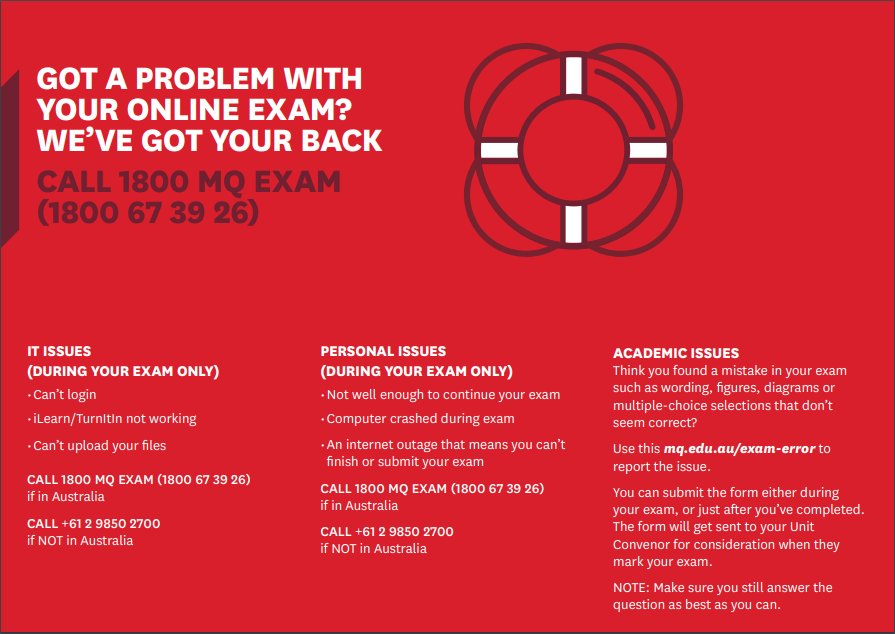 GOT A PROBLEM WITH
YOUR ONLINE EXAM?
WE’VE GOT YOUR BACK
CALL 1800 MQ EXAM
(1800 67 39 26)
IT ISSUES
(DURING YOUR EXAM ONLY)
· Can’t login
· iLearn/TurnItIn not working
· Can’t upload your files
CALL 1800 MQ EXAM (1800 67 39 26)
if in Australia
CALL +61 2 9850 2700
if NOT in Australia
PERSONAL ISSUES
(DURING YOUR EXAM ONLY)
· Not well enough to continue your exam
· Computer crashed during exam
· An internet outage that means you can’t
finish or submit your exam
CALL 1800 MQ EXAM (1800 67 39 26)
if in Australia
CALL +61 2 9850 2700
if NOT in Australia
ACADEMIC ISSUES
Think you found a mistake in your exam
such as wording, figures, diagrams or
multiple-choice selections that don’t
seem correct?
Use this mq.edu.au/exam-error to
report the issue.
You can submit the form either during
your exam, or just after you’ve completed.
The form will get sent to your Unit
Convenor for consideration when they
mark your exam.
NOTE: Make sure you still answer the
question as best as you can.